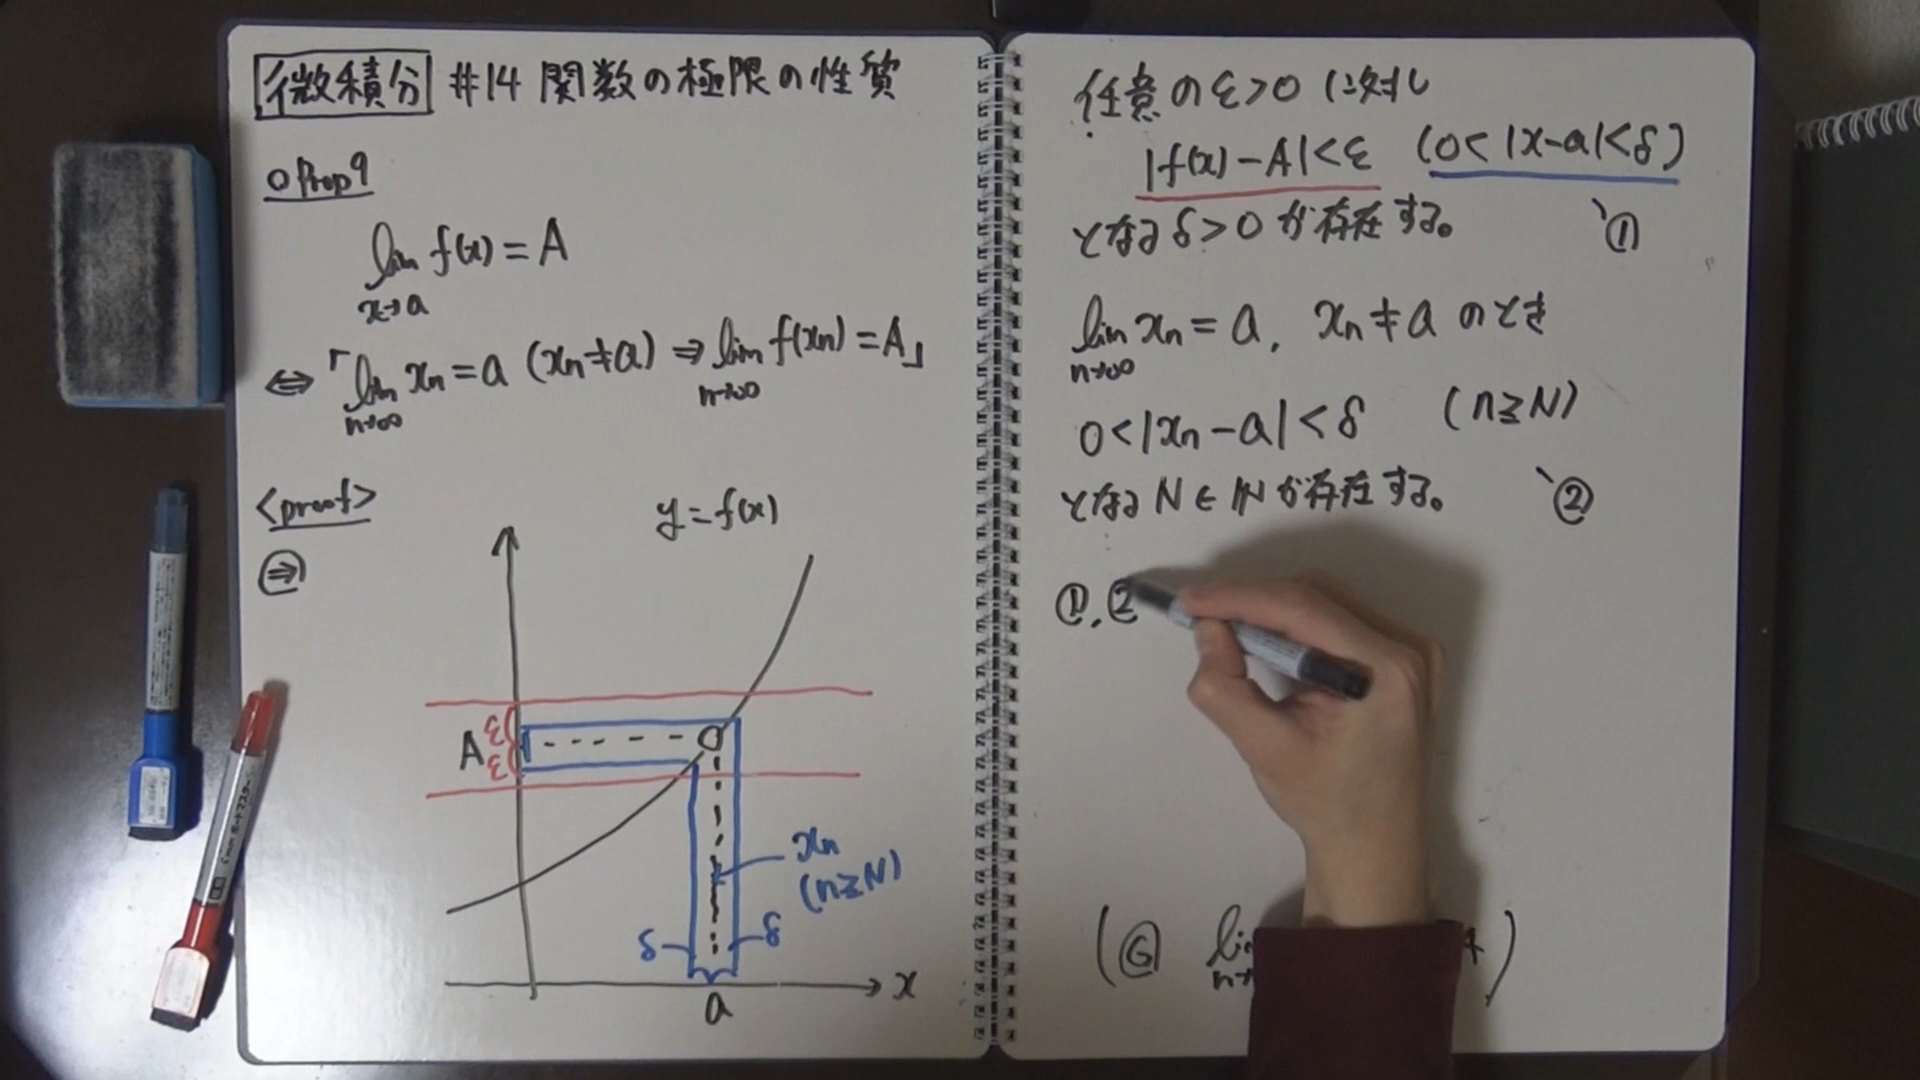 微積分 #14 関数の極限の性質
○Prop9
lim f(x) = A
x→a
⇔ 「lim xn = a (xn≠a) ⇒ lim f(xn) = A」
n→∞ n→∞
<proof>
⇒
y=f(x)
A ε
ε
xn
(n≧N)
δ δ
a x
任意のε>0に対し
|f(x)-A|<ε (0<|x-a|<δ)
となるδ>0が存在する。 ①
lim xn = a, xn≠a のとき
n→∞
0<|xn-a|<δ (n≧N)
となるN∈ℕが存在する。 ②
①,②
(G lim )